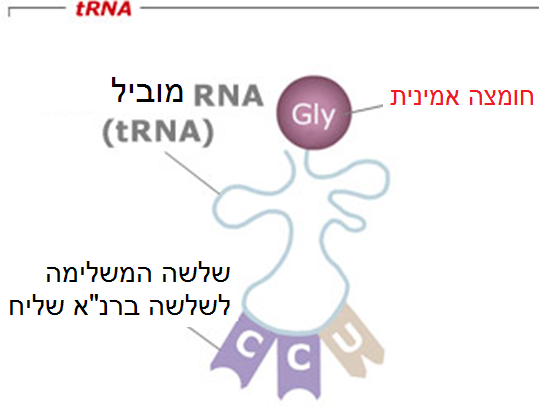 tRNA
RNA מוביל
(tRNA)
Gly
חומצה אמינית
שלשה המשלימה
לשלשה ברנ"א שליח
C C U